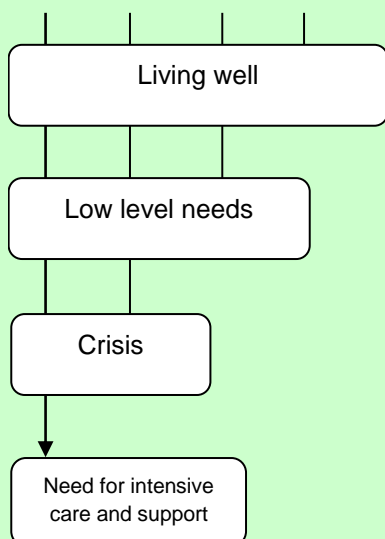 Living well
Low level needs
Crisis
Need for intensive
care and support